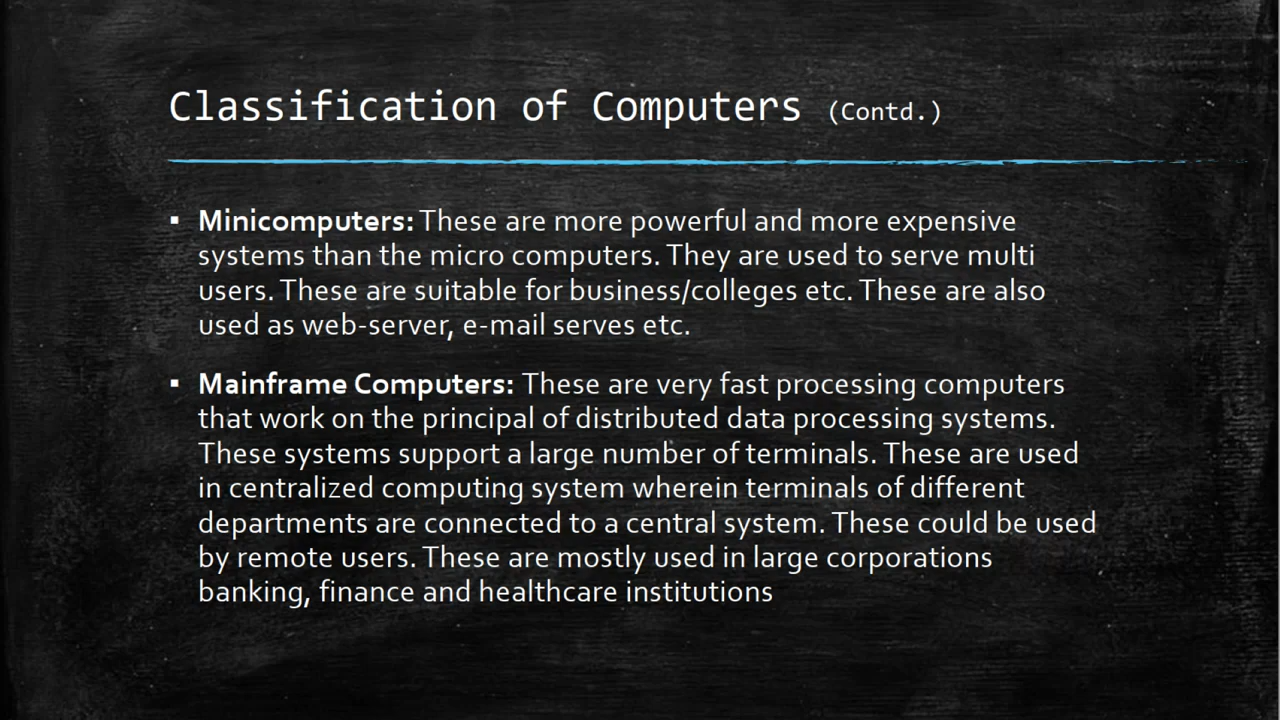 Classification of Computers (Contd.)
▪ Minicomputers: These are more powerful and more expensive
systems than the micro computers. They are used to serve multi
users. These are suitable for business/colleges etc. These are also
used as web-server, e-mail serves etc.
▪ Mainframe Computers: These are very fast processing computers
that work on the principal of distributed data processing systems.
These systems support a large number of terminals. These are used
in centralized computing system wherein terminals of different
departments are connected to a central system. These could be used
by remote users. These are mostly used in large corporations
banking, finance and healthcare institutions